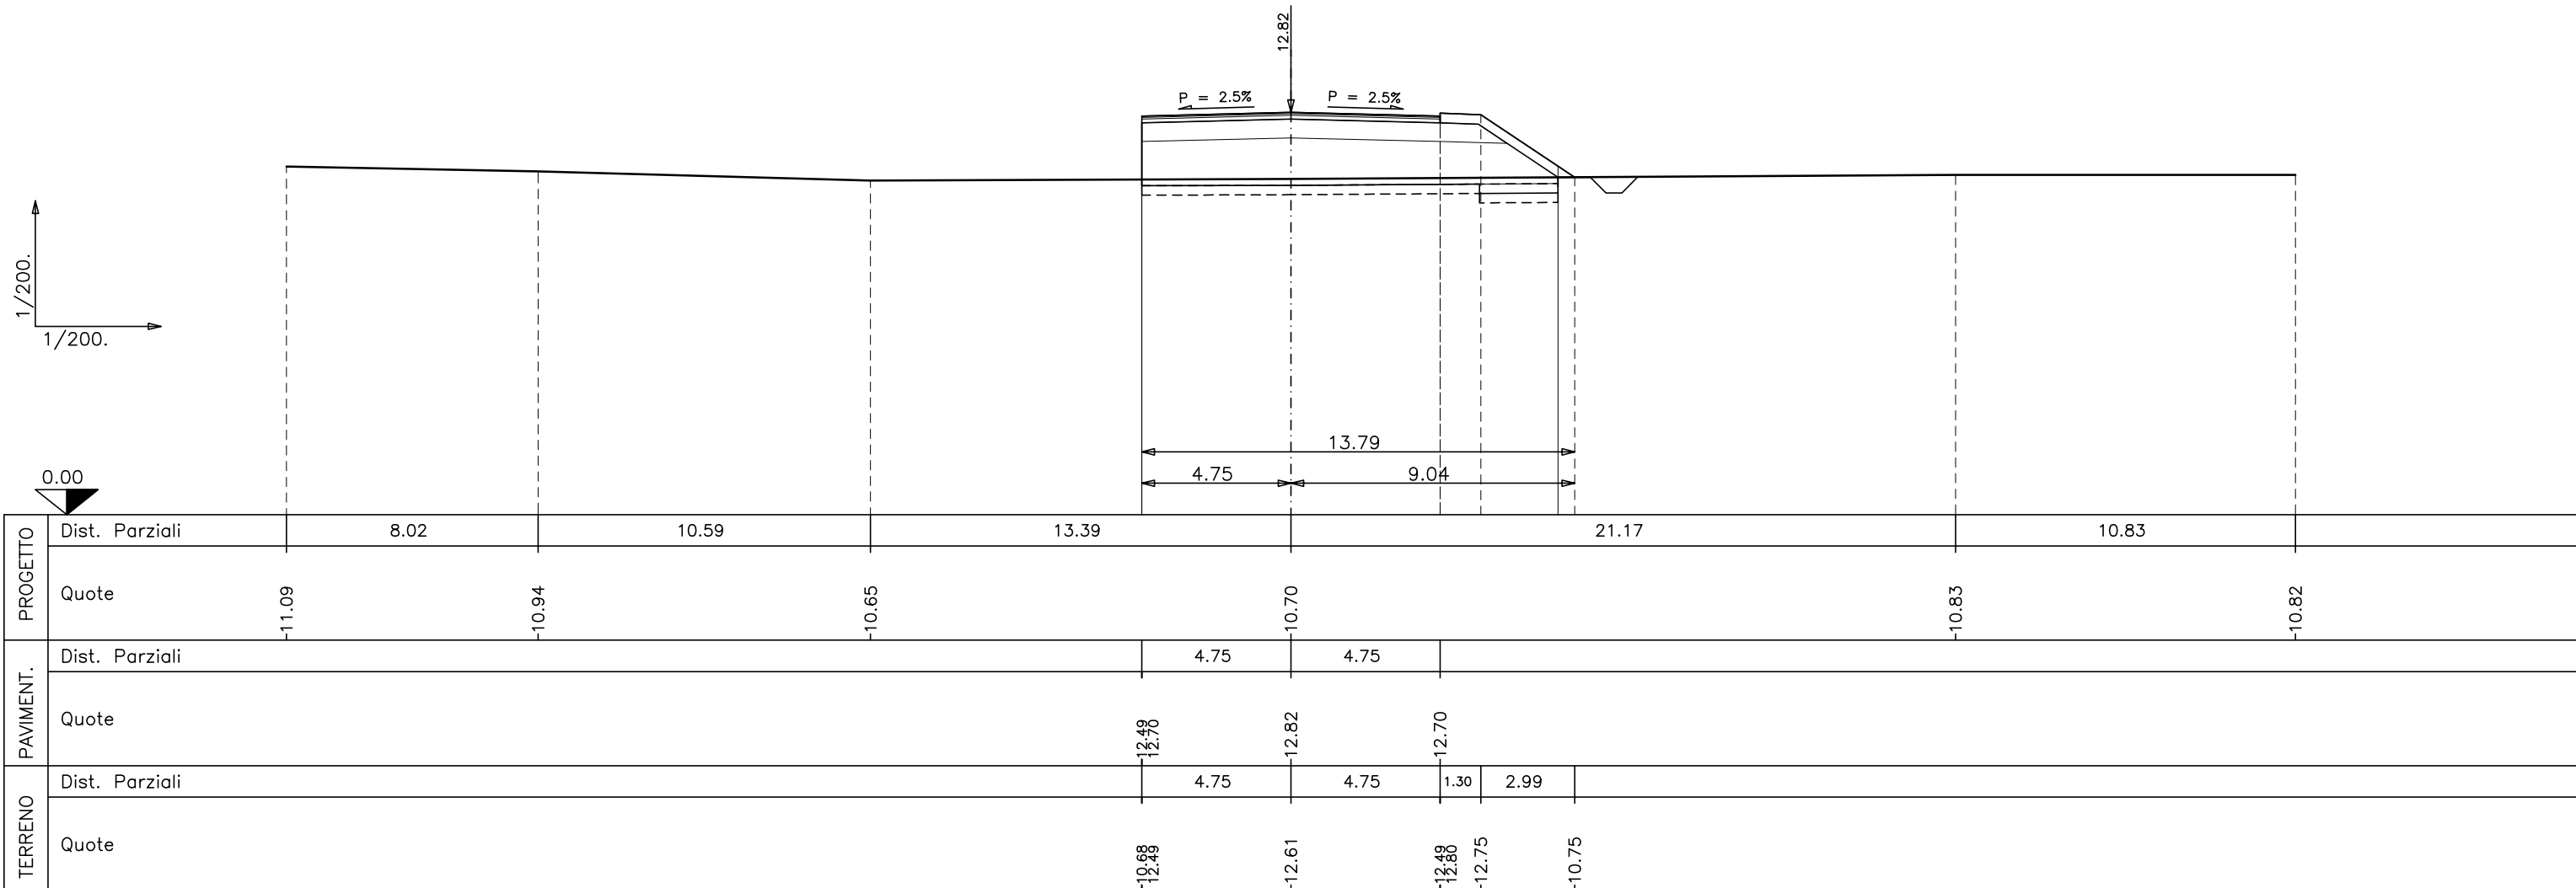 12.82
P = 2.5% P = 2.5%
1/200.
1/200.
13.79
4.75 9.04
0.00
PROGETTO
Dist. Parziali 8.02 10.59 13.39 21.17 10.83
Quote 11.09 10.94 10.65 10.70 10.83 10.82
PAVIMENT.
Dist. Parziali 4.75 4.75
Quote 12.49 12.70 12.82 12.70
TERRENO
Dist. Parziali 4.75 4.75 1.30 2.99
Quote 10.68 12.49 12.61 12.49 12.80 12.75 10.75